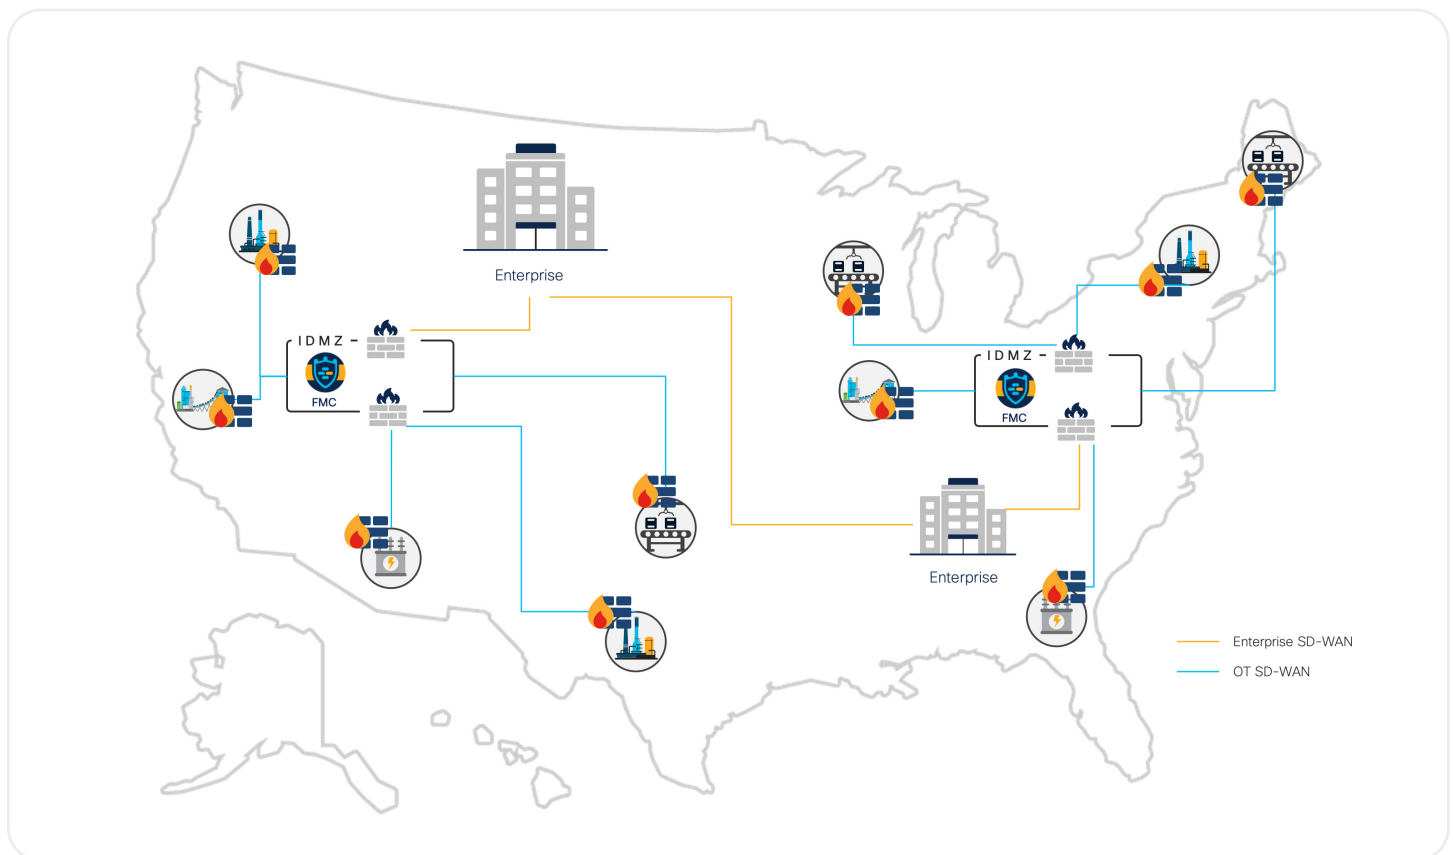 Enterprise
IDMZ
FMC
IDMZ
FMC
Enterprise
Enterprise SD-WAN
OT SD-WAN